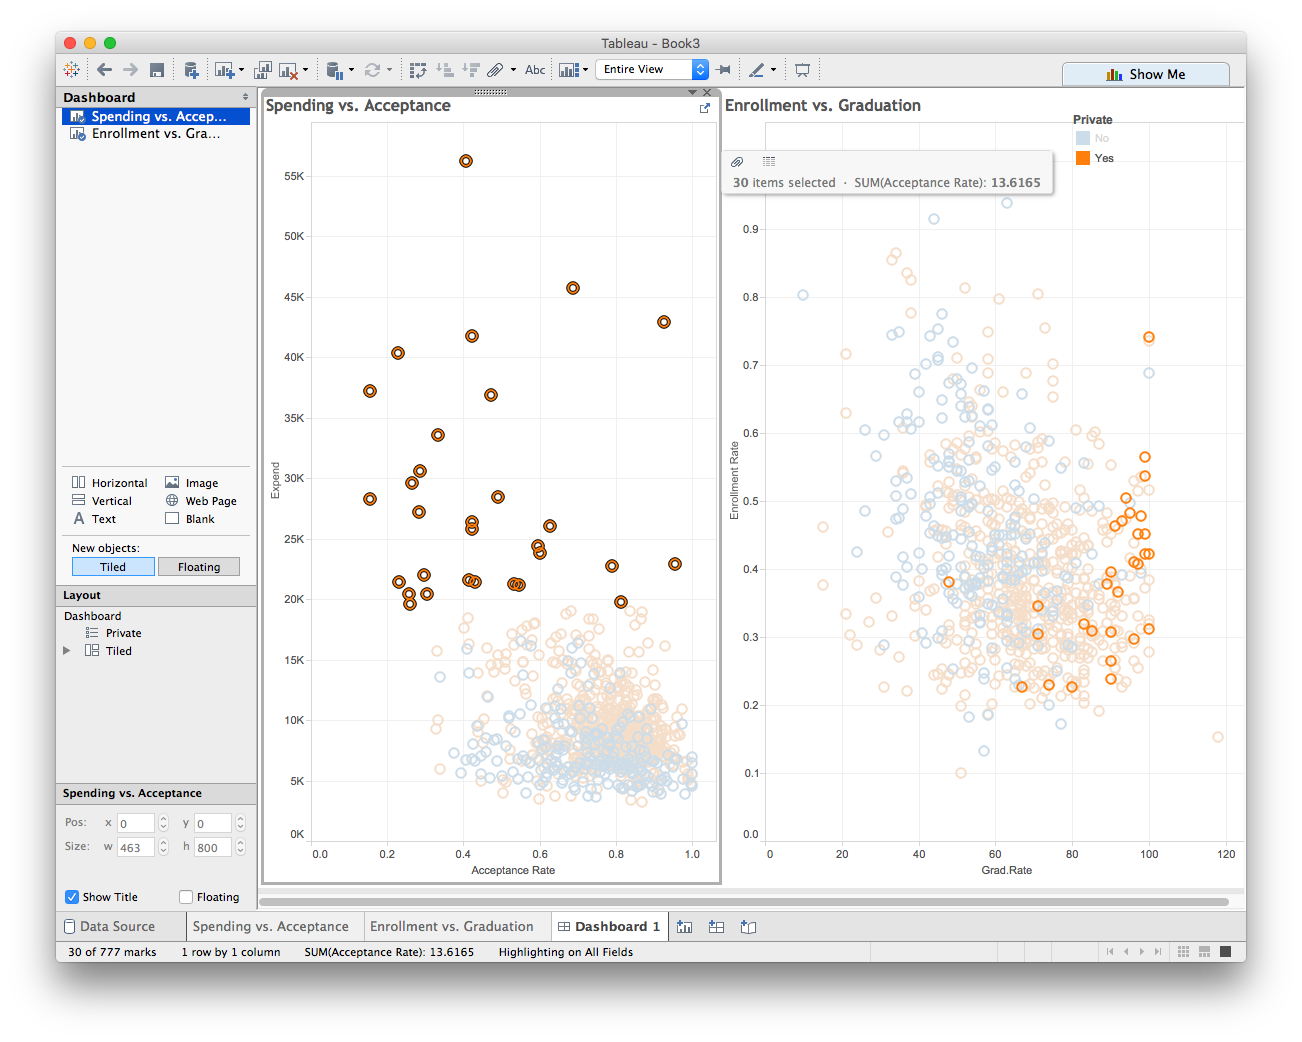 Tableau - Book3
Abc
Entire View
Show Me
Dashboard
Spending vs. Accep...
Enrollment vs. Gra...
Horizontal
Image
Vertical
Web Page
A Text
Blank
New objects:
Tiled
Floating
Layout
Dashboard
Private
Tiled
Spending vs. Acceptance
Pos: x 0 y 0
Size: w 463 h 800
Show Title
Floating
Spending vs. Acceptance
55K
50K
45K
40K
35K
30K
25K
20K
15K
10K
5K
0K
Expend
0.0 0.2 0.4 0.6 0.8 1.0
Acceptance Rate
Enrollment vs. Graduation
Private
No
Yes
30 items selected · SUM(Acceptance Rate): 13.6165
0.9
0.8
0.7
0.6
0.5
0.4
0.3
0.2
0.1
0.0
Enrollment Rate
0 20 40 60 80 100 120
Grad.Rate
Data Source
Spending vs. Acceptance
Enrollment vs. Graduation
Dashboard 1
30 of 777 marks
1 row by 1 column
SUM(Acceptance Rate): 13.6165
Highlighting on All Fields